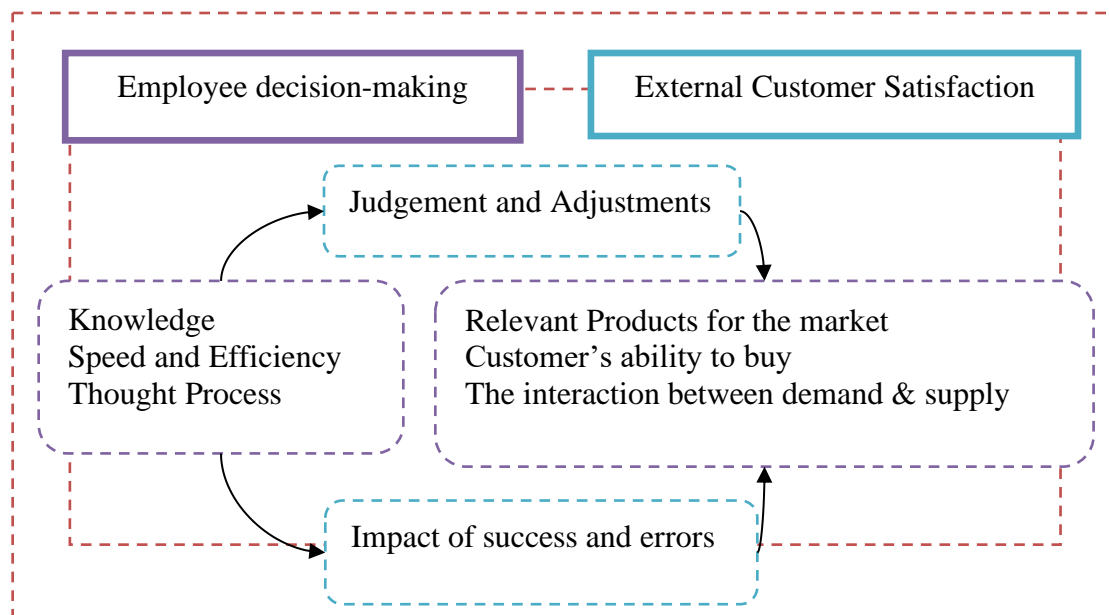 Employee decision-making
External Customer Satisfaction
Judgement and Adjustments
Knowledge
Speed and Efficiency
Thought Process
Relevant Products for the market
Customer’s ability to buy
The interaction between demand & supply
Impact of success and errors